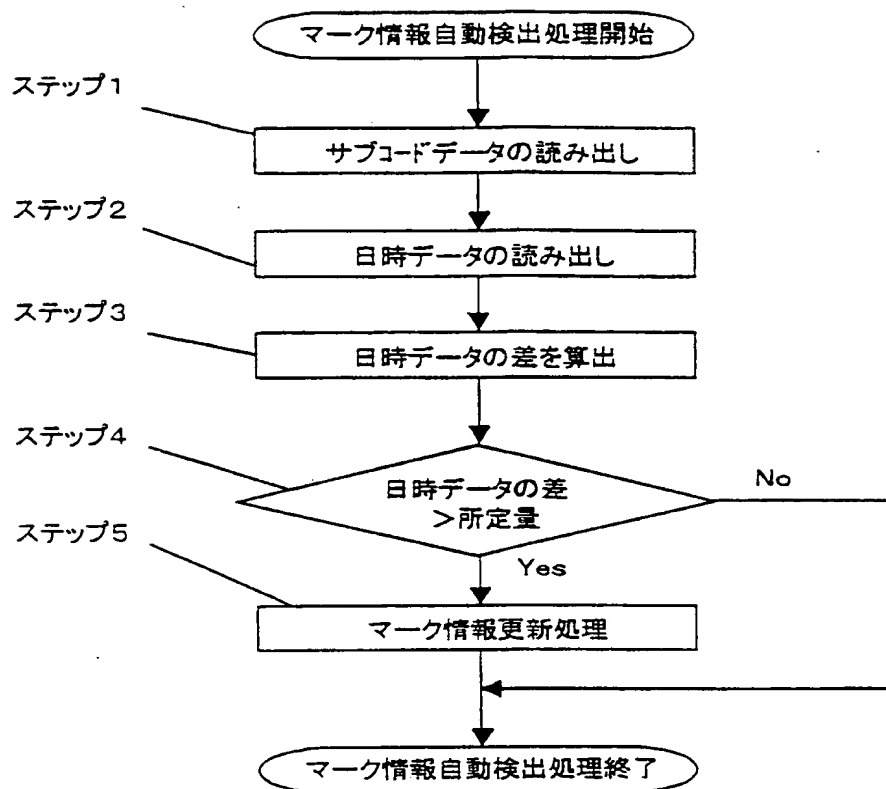 マーク情報自動検出処理開始
ステップ1
サブコードデータの読み出し
ステップ2
日時データの読み出し
ステップ3
日時データの差を算出
ステップ4
日時データの差
>所定量
No
ステップ5
Yes
マーク情報更新処理
マーク情報自動検出処理終了